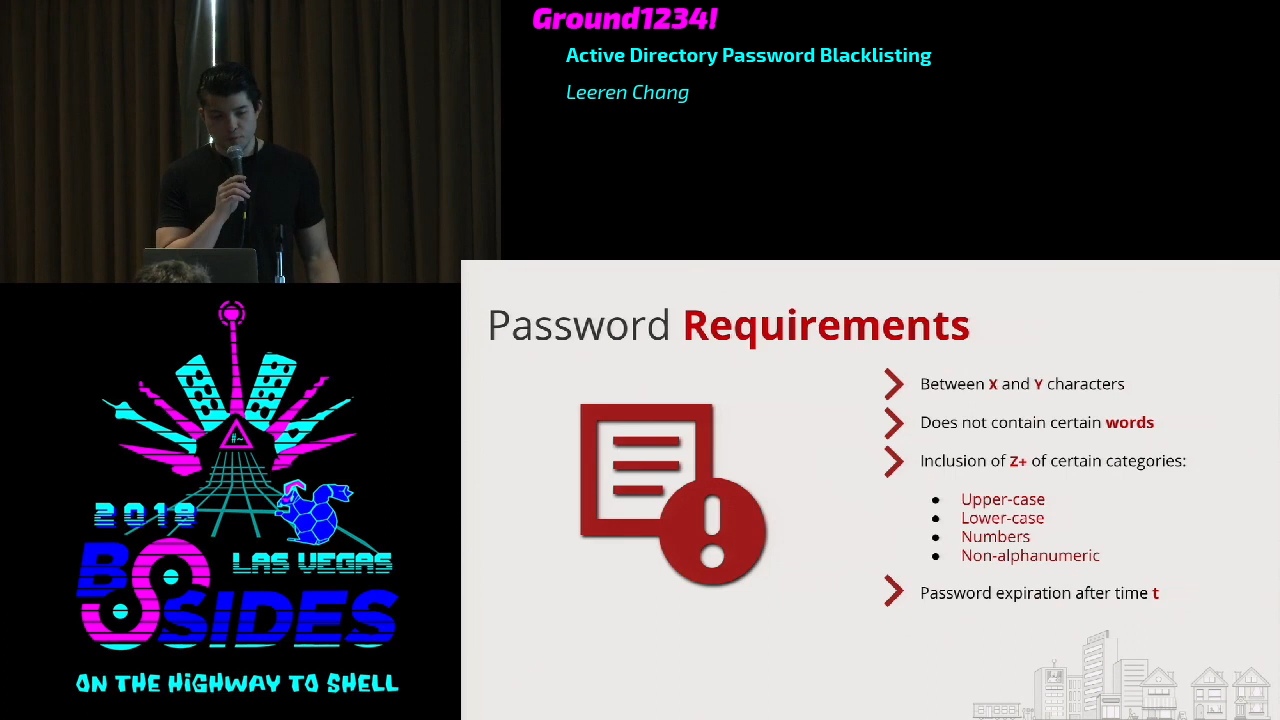 Ground1234!
Active Directory Password Blacklisting
Leeren Chang
Password Requirements
Between X and Y characters
Does not contain certain words
Inclusion of Z+ of certain categories:
Upper-case
Lower-case
Numbers
Non-alphanumeric
Password expiration after time t
#~
2018
LAS VEGAS
BSIDES
ON THE HIGHWAY TO SHELL